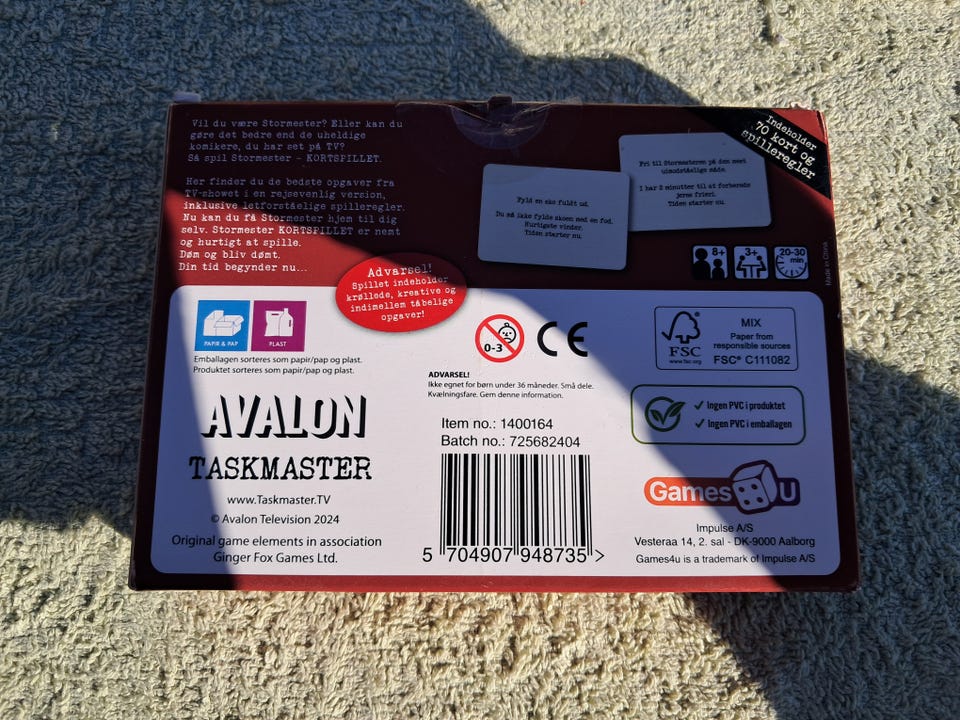 Vil du være Stormester? Eller kan du
gøre det bedre end de uheldige
komikere, du har set på TV?
Så spil Stormester - KORTSPILLET.
Her finder du de bedste opgaver fra
TV-showet i en rejsevenlig version,
inklusive letforståelige spilleregler.
Nu kan du få Stormester hjem til dig
selv. Stormester KORTSPILLET er nemt
og hurtigt at spille.
Døm og bliv dømt.
Din tid begynder nu...
Advarsel!
Spillet indeholder
krøllede, kreative og
indimellem tåbelige
opgaver!
Fyld en sko fuldt ud.
Du må ikke fylde skoen med en fod.
Hurtigste vinder.
Tiden starter nu.
Fri til Stormesteren på den mest
uimodståelige måde.
I har 2 minutter til at forberede
jeres frieri.
Tiden starter nu.
Indeholder
70 kort og
spilleregler
8+
3+
20-30
min
Made in China
PAPIR & PAP
PLAST
Emballagen sorteres som papir/pap og plast.
Produktet sorteres som papir/pap og plast.
AVALON
TASKMASTER
www.Taskmaster.TV
© Avalon Television 2024
Original game elements in association
Ginger Fox Games Ltd.
0-3
CE
ADVARSEL!
Ikke egnet for børn under 36 måneder. Små dele.
Kvælningsfare. Gem denne information.
Item no.: 1400164
Batch no.: 725682404
5 704907 948735 >
FSC
www.fsc.org
MIX
Paper from
responsible sources
FSC® C111082
Ingen PVC i produktet
Ingen PVC i emballagen
Games4U
Impulse A/S
Vesteraa 14, 2. sal - DK-9000 Aalborg
Games4u is a trademark of Impulse A/S